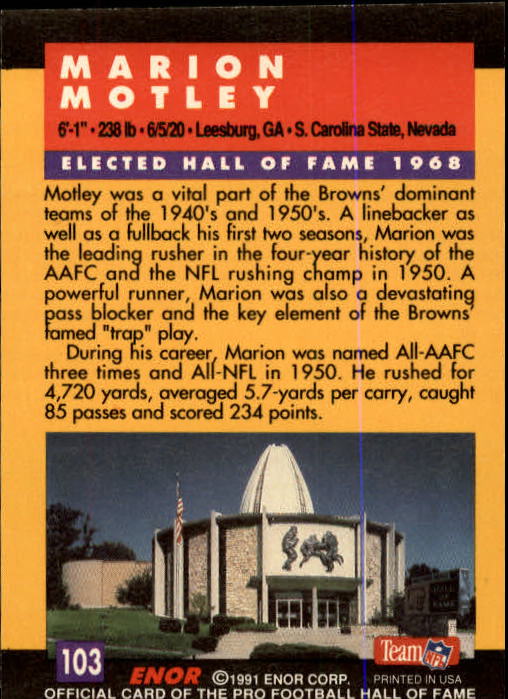 MARION
MOTLEY
6'-1" • 238 lb • 6/5/20 • Leesburg, GA • S. Carolina State, Nevada
ELECTED HALL OF FAME 1968
Motley was a vital part of the Browns' dominant
teams of the 1940's and 1950's. A linebacker as
well as a fullback his first two seasons, Marion was
the leading rusher in the four-year history of the
AAFC and the NFL rushing champ in 1950. A
powerful runner, Marion was also a devastating
pass blocker and the key element of the Browns'
famed "trap" play.
During his career, Marion was named All-AAFC
three times and All-NFL in 1950. He rushed for
4,720 yards, averaged 5.7-yards per carry, caught
85 passes and scored 234 points.
103
Team NFL
ENOR ©1991 ENOR CORP. PRINTED IN USA
OFFICIAL CARD OF THE PRO FOOTBALL HALL OF FAME